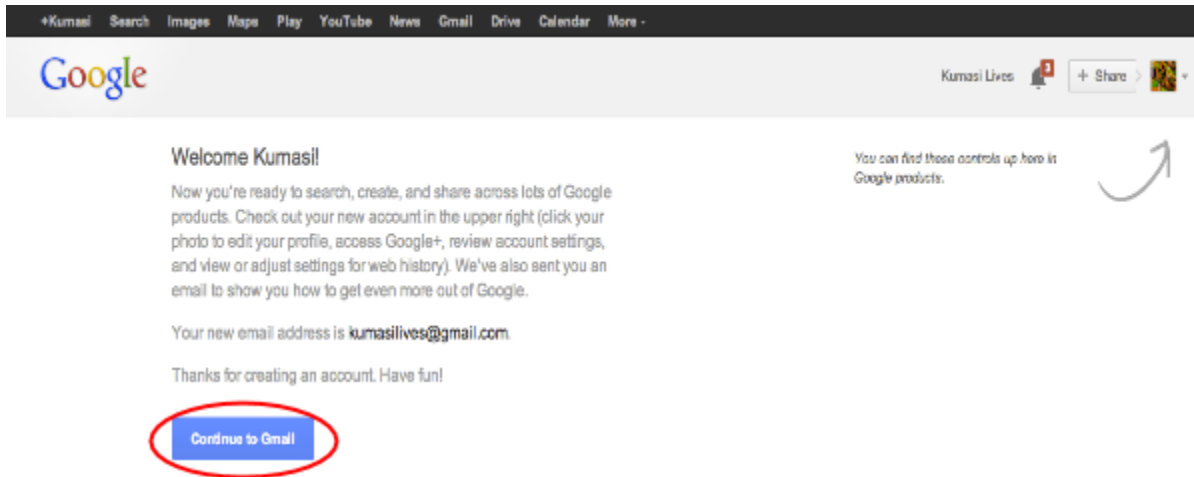 +Kumasi Search Images Maps Play YouTube News Gmail Drive Calendar More -
Google
Kumasi Lives 3 + Share
Welcome Kumasi!
Now you're ready to search, create, and share across lots of Google
products. Check out your new account in the upper right (click your
photo to edit your profile, access Google+, review account settings,
and view or adjust settings for web history). We've also sent you an
email to show you how to get even more out of Google.
Your new email address is kumasilives@gmail.com.
Thanks for creating an account. Have fun!
Continue to Gmail
You can find these controls up here in
Google products.